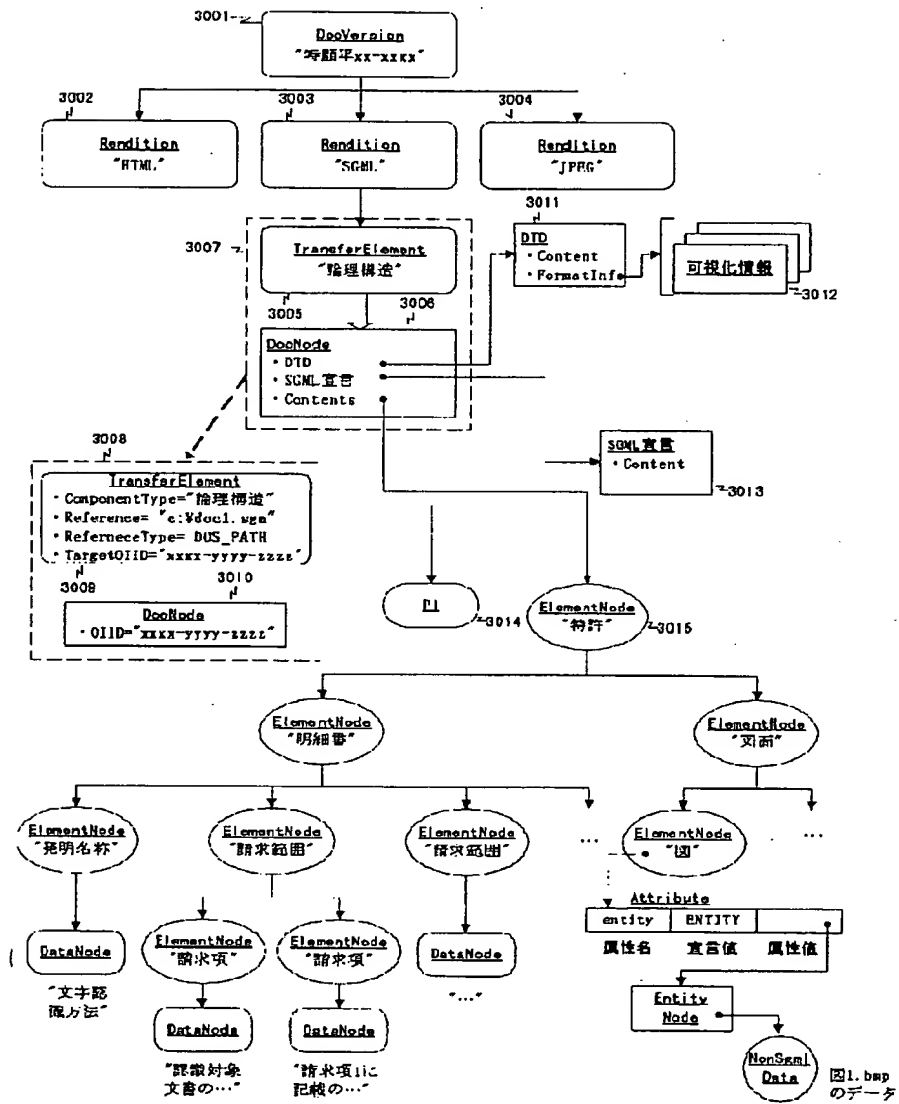 3001
DocVersion
"特願平xx-xxxx"
3002
3003
3004
Rendition
"HTML"
Rendition
"SGML"
Rendition
"JPEG"
3007
TransferElement
"論理構造"
3005
3006
3011
DTD
・Content
・FormatInfo
可視化情報
3012
DocNode
・DTD
・SGML宣言
・Contents
3008
TransferElement
・ComponentType="論理構造"
・Reference= "c:¥doc1.sgm"
・ReferneceType= DOS_PATH
・TargetOIID="xxxx-yyyy-zzzz"
3009
3010
DocNode
・OIID="xxxx-yyyy-zzzz"
SGML宣言
・Content
3013
PI
3014
ElementNode
"特許"
3015
ElementNode
"明細書"
ElementNode
"図面"
ElementNode
"発明名称"
ElementNode
"請求範囲"
ElementNode
"請求範囲"
…
ElementNode
"図"
…
DataNode
"文字認
識方法"
ElementNode
"請求項"
ElementNode
"請求項"
DataNode
"…"
DataNode
"認識対象
文書の…"
DataNode
"請求項1に
記載の…"
Attribute
entity ENTITY
属性名 宣言値 属性値
Entity
Node
NonSgml
Data
図1.bmp
のデータ